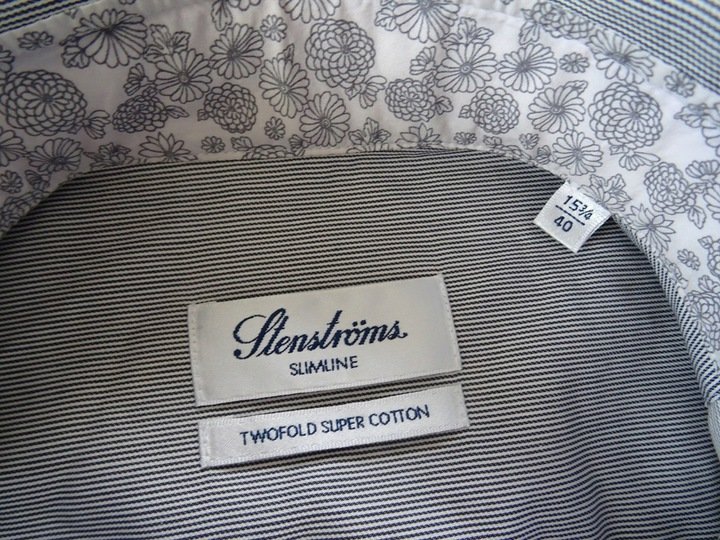 15¾
40
Stenströms
SLIMLINE
TWOFOLD SUPER COTTON